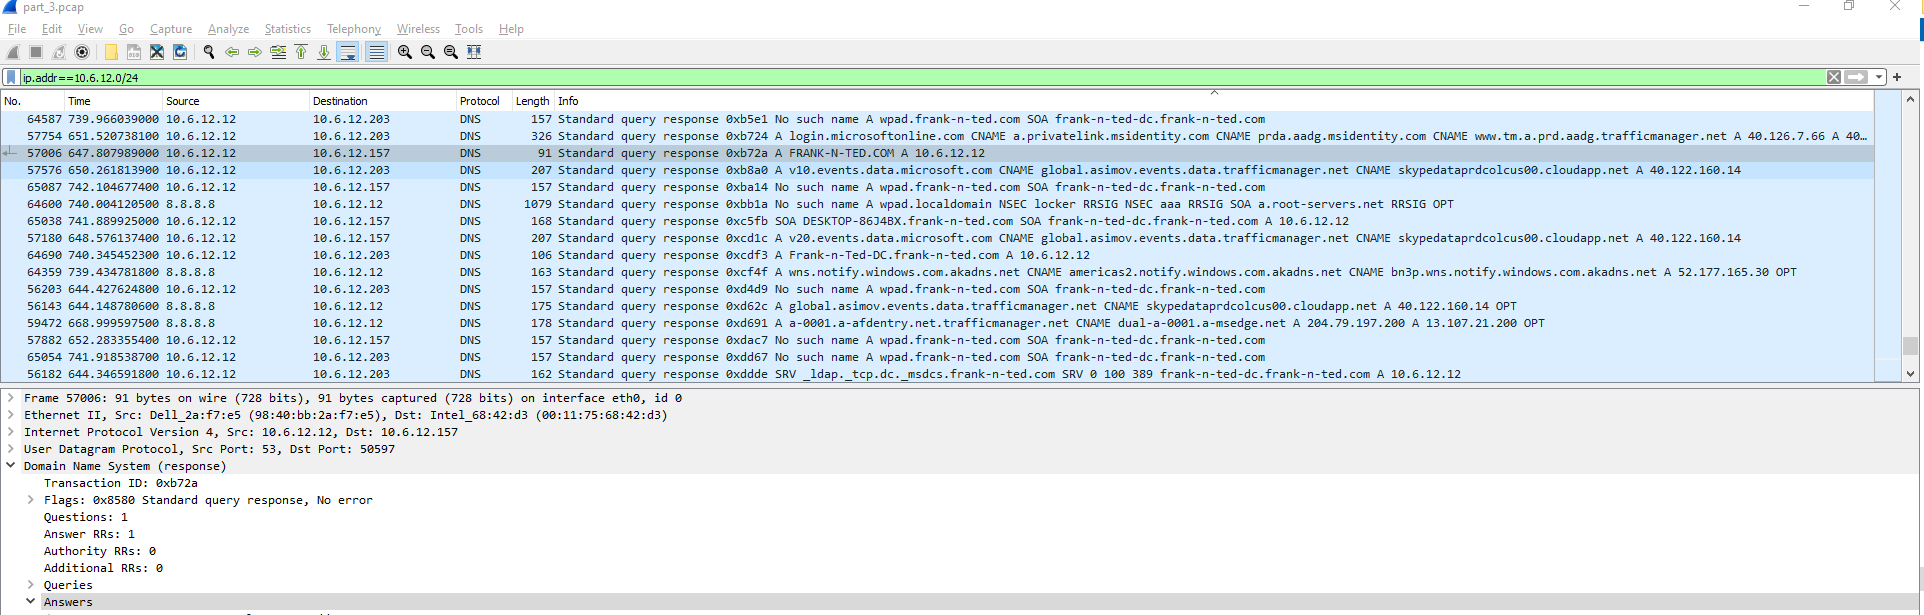 part_3.pcap
File Edit View Go Capture Analyze Statistics Telephony Wireless Tools Help
ip.addr==10.6.12.0/24
No. Time Source Destination Protocol Length Info
64587 739.966039000 10.6.12.12 10.6.12.203 DNS 157 Standard query response 0xb5e1 No such name A wpad.frank-n-ted.com SOA frank-n-ted-dc.frank-n-ted.com
57754 651.520738100 10.6.12.12 10.6.12.203 DNS 326 Standard query response 0xb724 A login.microsoftonline.com CNAME a.privatelink.msidentity.com CNAME prda.aadg.msidentity.com CNAME www.tm.a.prd.aadg.trafficmanager.net A 40.126.7.66 A 40…
57006 647.807989000 10.6.12.12 10.6.12.157 DNS 91 Standard query response 0xb72a A FRANK-N-TED.COM A 10.6.12.12
57576 650.261813900 10.6.12.12 10.6.12.203 DNS 207 Standard query response 0xb8a0 A v10.events.data.microsoft.com CNAME global.asimov.events.data.trafficmanager.net CNAME skypedataprdcolcus00.cloudapp.net A 40.122.160.14
65087 742.104677400 10.6.12.12 10.6.12.157 DNS 157 Standard query response 0xba14 No such name A wpad.frank-n-ted.com SOA frank-n-ted-dc.frank-n-ted.com
64600 740.004120500 8.8.8.8 10.6.12.12 DNS 1079 Standard query response 0xbb1a No such name A wpad.localdomain NSEC locker RRSIG NSEC aaa RRSIG SOA a.root-servers.net RRSIG OPT
65038 741.889925000 10.6.12.12 10.6.12.157 DNS 168 Standard query response 0xc5fb SOA DESKTOP-86J4BX.frank-n-ted.com SOA frank-n-ted-dc.frank-n-ted.com A 10.6.12.12
57180 648.576137400 10.6.12.12 10.6.12.157 DNS 207 Standard query response 0xcd1c A v20.events.data.microsoft.com CNAME global.asimov.events.data.trafficmanager.net CNAME skypedataprdcolcus00.cloudapp.net A 40.122.160.14
64690 740.345452300 10.6.12.12 10.6.12.203 DNS 106 Standard query response 0xcdf3 A Frank-n-Ted-DC.frank-n-ted.com A 10.6.12.12
64359 739.434781800 8.8.8.8 10.6.12.12 DNS 163 Standard query response 0xcf4f A wns.notify.windows.com.akadns.net CNAME americas2.notify.windows.com.akadns.net CNAME bn3p.wns.notify.windows.com.akadns.net A 52.177.165.30 OPT
56203 644.427624800 10.6.12.12 10.6.12.203 DNS 157 Standard query response 0xd4d9 No such name A wpad.frank-n-ted.com SOA frank-n-ted-dc.frank-n-ted.com
56143 644.148780600 8.8.8.8 10.6.12.12 DNS 175 Standard query response 0xd62c A global.asimov.events.data.trafficmanager.net CNAME skypedataprdcolcus00.cloudapp.net A 40.122.160.14 OPT
59472 668.999597500 8.8.8.8 10.6.12.12 DNS 178 Standard query response 0xd691 A a-0001.a-afdentry.net.trafficmanager.net CNAME dual-a-0001.a-msedge.net A 204.79.197.200 A 13.107.21.200 OPT
57882 652.283355400 10.6.12.12 10.6.12.157 DNS 157 Standard query response 0xdac7 No such name A wpad.frank-n-ted.com SOA frank-n-ted-dc.frank-n-ted.com
65054 741.918538700 10.6.12.12 10.6.12.203 DNS 157 Standard query response 0xdd67 No such name A wpad.frank-n-ted.com SOA frank-n-ted-dc.frank-n-ted.com
56182 644.346591800 10.6.12.12 10.6.12.203 DNS 162 Standard query response 0xddde SRV _ldap._tcp.dc._msdcs.frank-n-ted.com SRV 0 100 389 frank-n-ted-dc.frank-n-ted.com A 10.6.12.12
Frame 57006: 91 bytes on wire (728 bits), 91 bytes captured (728 bits) on interface eth0, id 0
Ethernet II, Src: Dell_2a:f7:e5 (98:40:bb:2a:f7:e5), Dst: Intel_68:42:d3 (00:11:75:68:42:d3)
Internet Protocol Version 4, Src: 10.6.12.12, Dst: 10.6.12.157
User Datagram Protocol, Src Port: 53, Dst Port: 50597
Domain Name System (response)
Transaction ID: 0xb72a
Flags: 0x8580 Standard query response, No error
Questions: 1
Answer RRs: 1
Authority RRs: 0
Additional RRs: 0
Queries
Answers